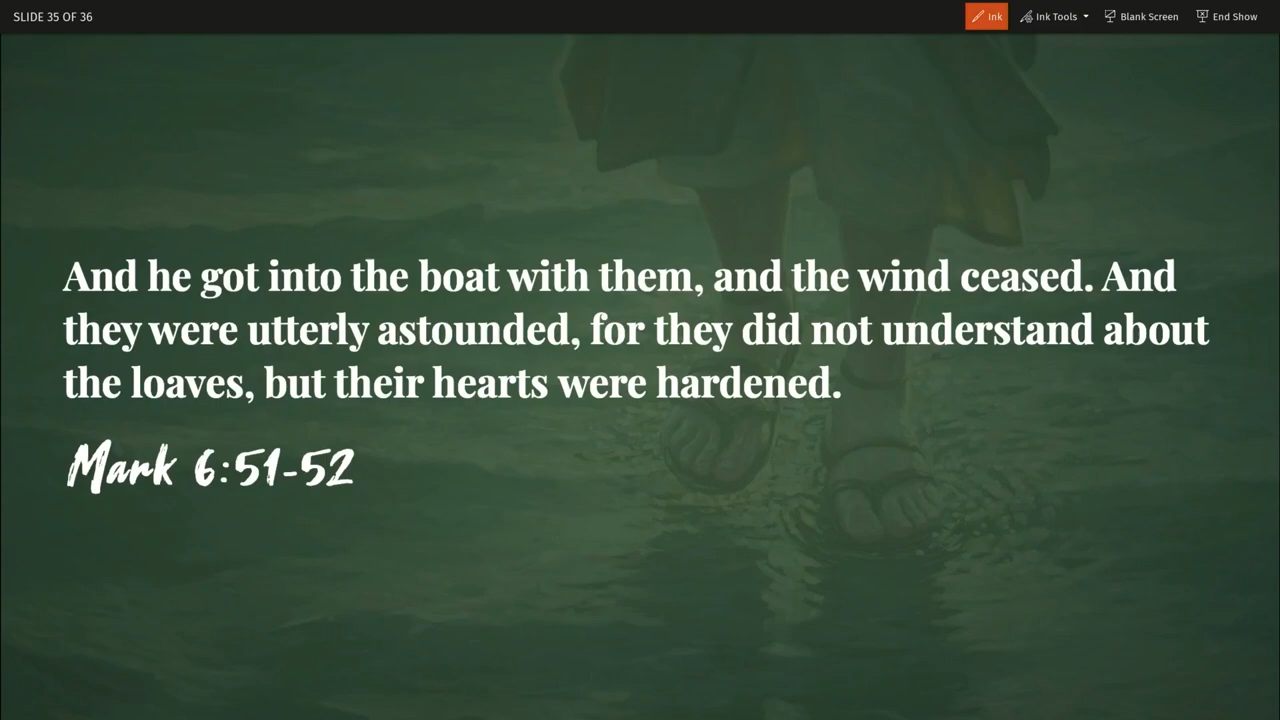 SLIDE 35 OF 36
Ink
Ink Tools
Blank Screen
End Show
And he got into the boat with them, and the wind ceased. And
they were utterly astounded, for they did not understand about
the loaves, but their hearts were hardened.
Mark 6:51-52